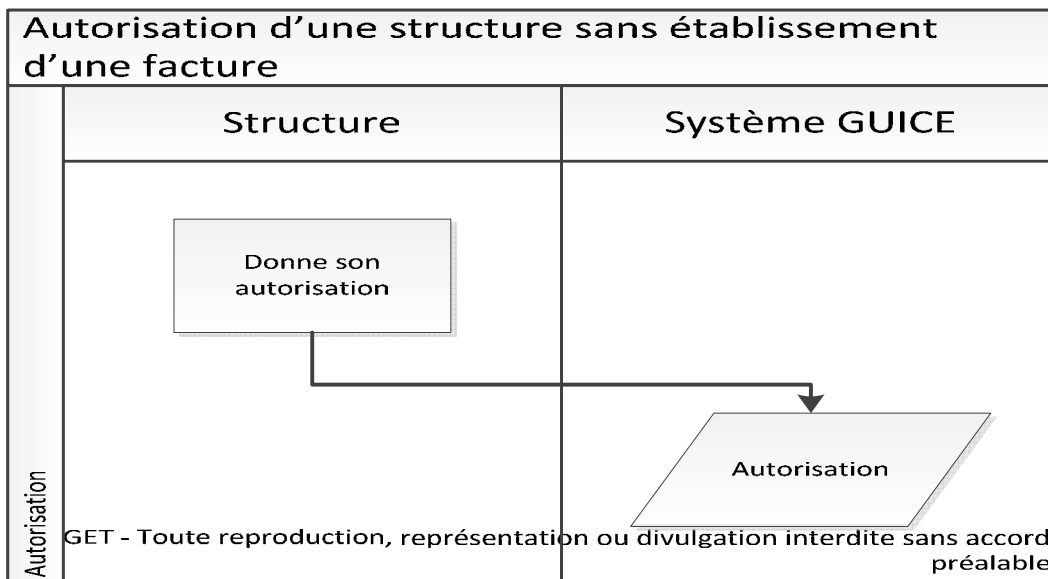 Autorisation d'une structure sans établissement
d'une facture
Structure
Système GUICE
Donne son
autorisation
Autorisation
Autorisation
GET - Toute reproduction, représentation ou divulgation interdite sans accord
préalable